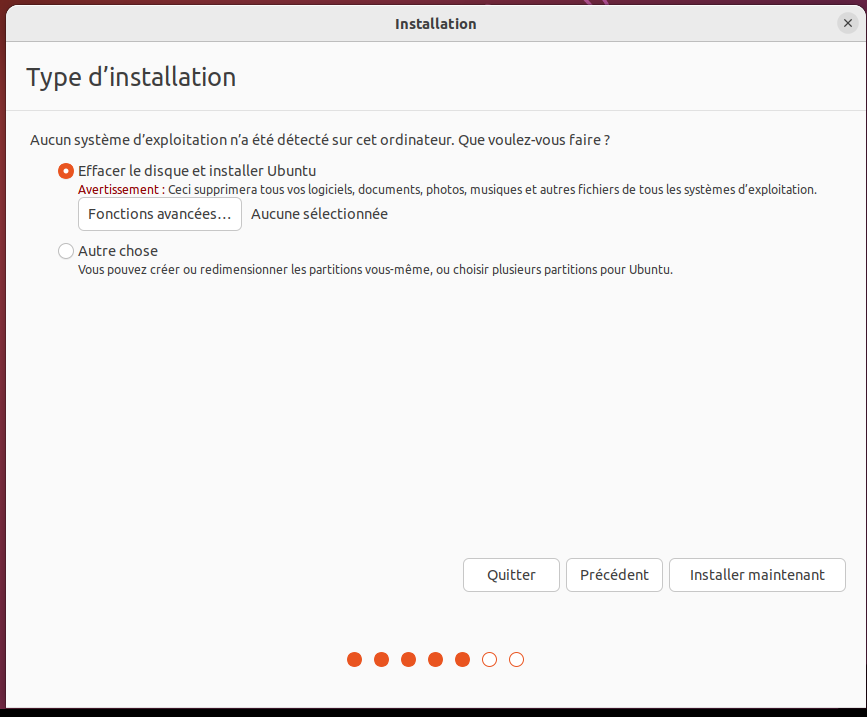 Installation
Type d’installation
Aucun système d’exploitation n’a été détecté sur cet ordinateur. Que voulez-vous faire ?
Effacer le disque et installer Ubuntu
Avertissement : Ceci supprimera tous vos logiciels, documents, photos, musiques et autres fichiers de tous les systèmes d’exploitation.
Fonctions avancées... Aucune sélectionnée
Autre chose
Vous pouvez créer ou redimensionner les partitions vous-même, ou choisir plusieurs partitions pour Ubuntu.
Quitter Précédent Installer maintenant